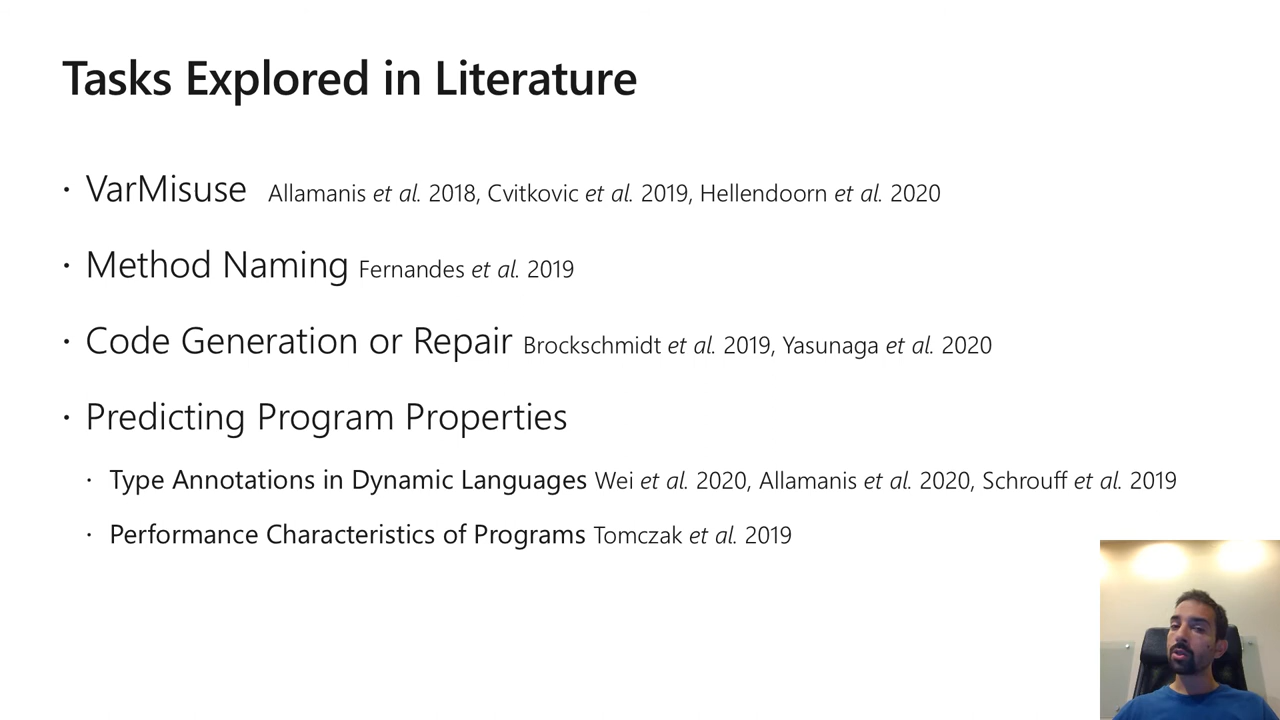 Tasks Explored in Literature
• VarMisuse Allamanis et al. 2018, Cvitkovic et al. 2019, Hellendoorn et al. 2020
• Method Naming Fernandes et al. 2019
• Code Generation or Repair Brockschmidt et al. 2019, Yasunaga et al. 2020
• Predicting Program Properties
• Type Annotations in Dynamic Languages Wei et al. 2020, Allamanis et al. 2020, Schrouff et al. 2019
• Performance Characteristics of Programs Tomczak et al. 2019